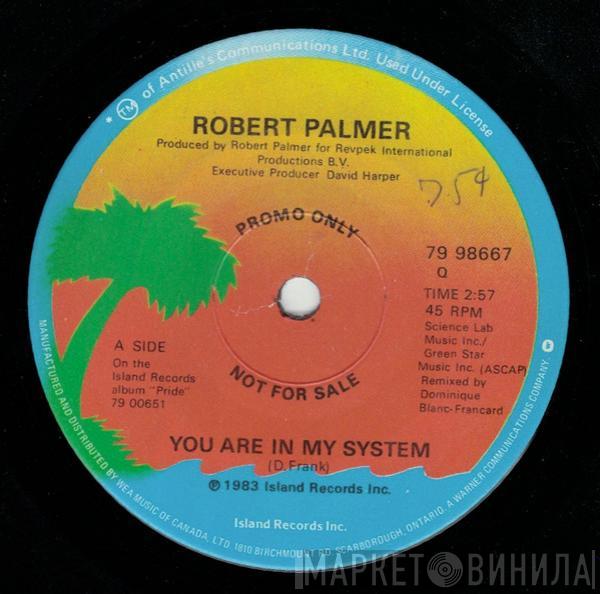 * ™ of Antille's Communications Ltd. Used Under License
ROBERT PALMER
Produced by Robert Palmer for Revpek International
Productions B.V.
Executive Producer David Harper
7.54
PROMO ONLY
79 98667
Q
TIME 2:57
45 RPM
Science Lab
Music Inc./
Green Star
Music Inc. (ASCAP)
Remixed by
Dominique
Blanc-Francard
A SIDE
On the
Island Records
album "Pride"
79 00651
NOT FOR SALE
YOU ARE IN MY SYSTEM
(D. Frank)
℗ 1983 Island Records Inc.
Island Records Inc.
MANUFACTURED AND DISTRIBUTED BY WEA MUSIC OF CANADA, LTD. 1810 BIRCHMOUNT RD. SCARBOROUGH, ONTARIO. A WARNER COMMUNICATIONS COMPANY.
МАРКЕТ ВИНИЛА